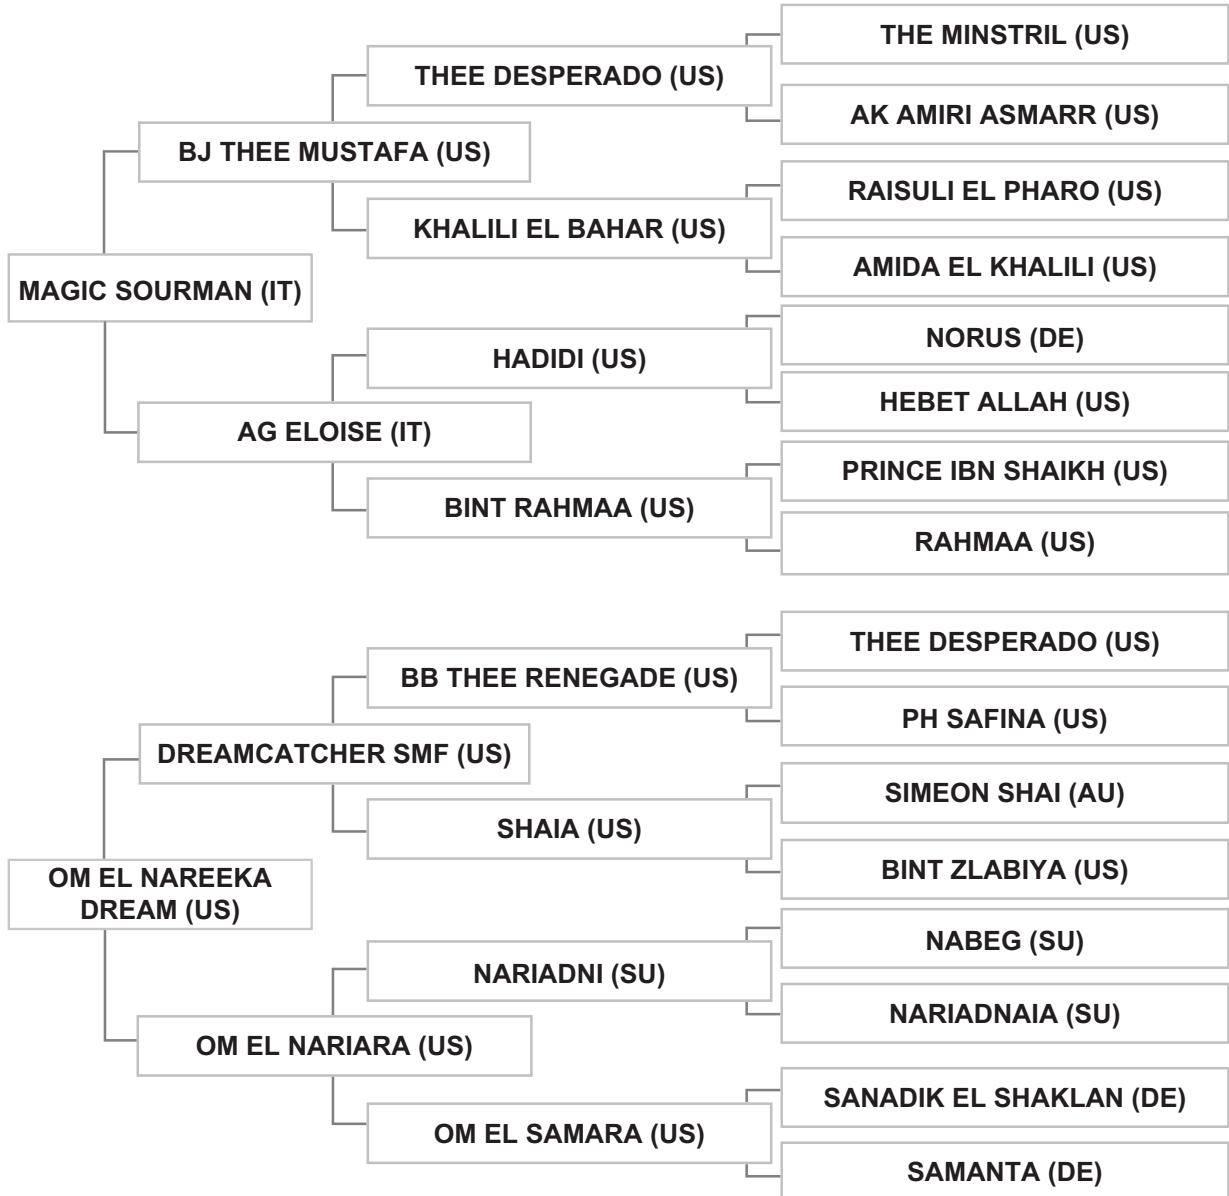 THE MINSTRIL (US)
THEE DESPERADO (US)
AK AMIRI ASMARR (US)
BJ THEE MUSTAFA (US)
RAISULI EL PHARO (US)
KHALILI EL BAHAR (US)
AMIDA EL KHALILI (US)
MAGIC SOURMAN (IT)
NORUS (DE)
HADIDI (US)
HEBET ALLAH (US)
AG ELOISE (IT)
PRINCE IBN SHAIKH (US)
BINT RAHMAA (US)
RAHMAA (US)
THEE DESPERADO (US)
BB THEE RENEGADE (US)
PH SAFINA (US)
DREAMCATCHER SMF (US)
SIMEON SHAI (AU)
SHAIA (US)
BINT ZLABIYA (US)
OM EL NAREEKA
DREAM (US)
NABEG (SU)
NARIADNI (SU)
NARIADNAIA (SU)
OM EL NARIARA (US)
SANADIK EL SHAKLAN (DE)
OM EL SAMARA (US)
SAMANTA (DE)